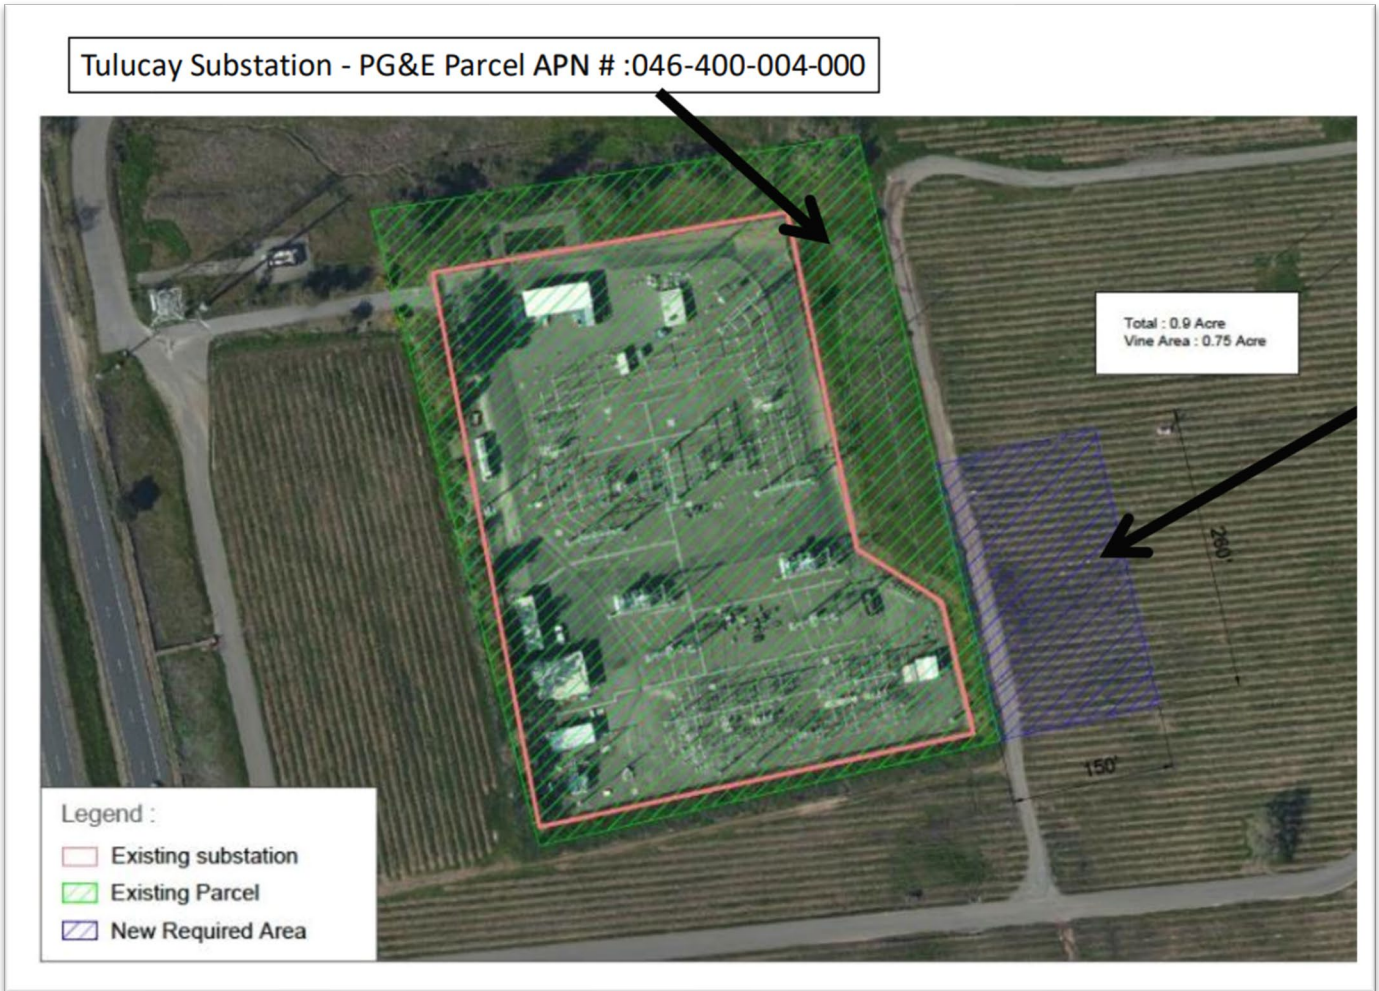 Tulucay Substation - PG&E Parcel APN # :046-400-004-000
Total : 0.9 Acre
Vine Area : 0.75 Acre
260'
150'
Legend :
Existing substation
Existing Parcel
New Required Area